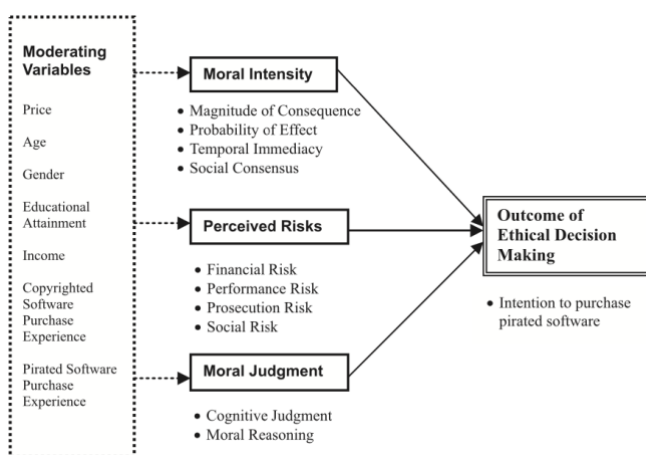 Moderating
Variables
Price
Age
Gender
Educational
Attainment
Income
Copyrighted
Software
Purchase
Experience
Pirated Software
Purchase
Experience
Moral Intensity
• Magnitude of Consequence
• Probability of Effect
• Temporal Immediacy
• Social Consensus
Perceived Risks
• Financial Risk
• Performance Risk
• Prosecution Risk
• Social Risk
Moral Judgment
• Cognitive Judgment
• Moral Reasoning
Outcome of
Ethical Decision
Making
• Intention to purchase
pirated software